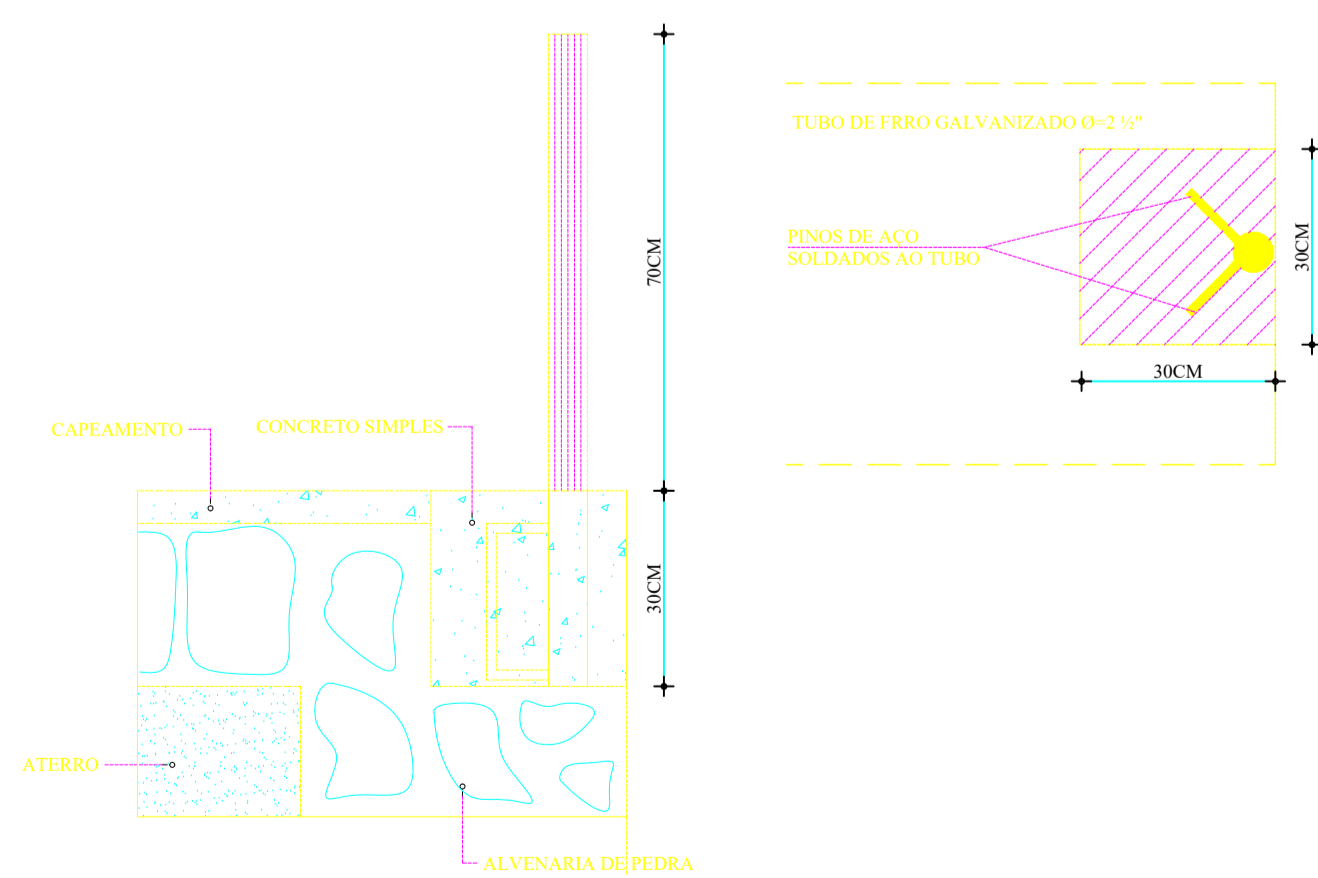 70CM
CAPEAMENTO
CONCRETO SIMPLES
30CM
ATERRO
ALVENARIA DE PEDRA
TUBO DE FRRO GALVANIZADO Ø=2 ½"
PINOS DE AÇO
SOLDADOS AO TUBO
30CM
30CM